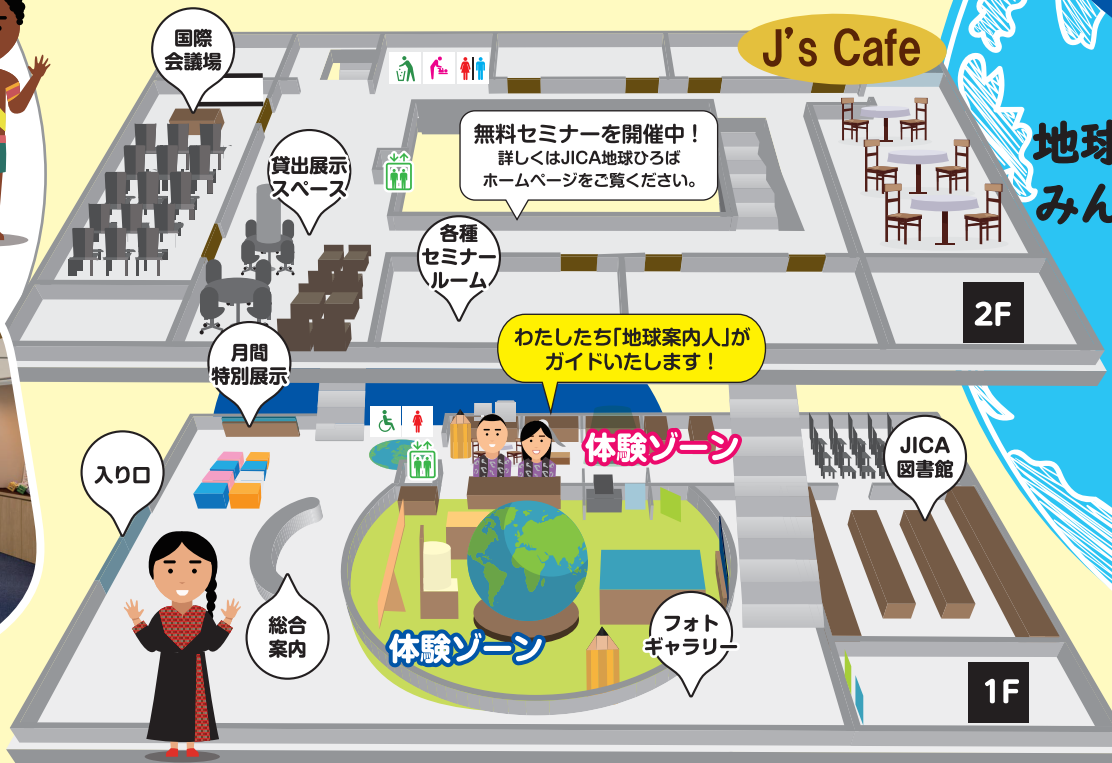 国際
会議場
J's Cafe
無料セミナーを開催中！
詳しくはJICA地球ひろば
ホームページをご覧ください。
貸出展示
スペース
各種
セミナー
ルーム
地球
みん
2F
わたしたち「地球案内人」が
ガイドいたします！
月間
特別展示
入り口
体験ゾーン
JICA
図書館
総合
案内
体験ゾーン
フォト
ギャラリー
1F